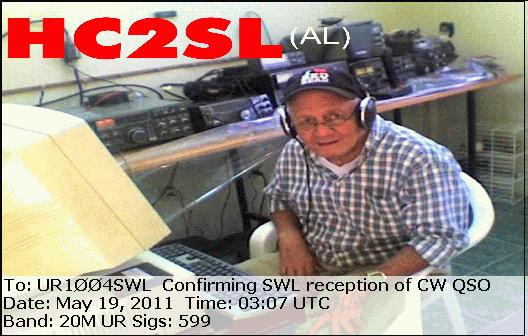 HC2SL (AL)
To: UR1ØØ4SWL Confirming SWL reception of CW QSO
Date: May 19, 2011 Time: 03:07 UTC
Band: 20M UR Sigs: 599